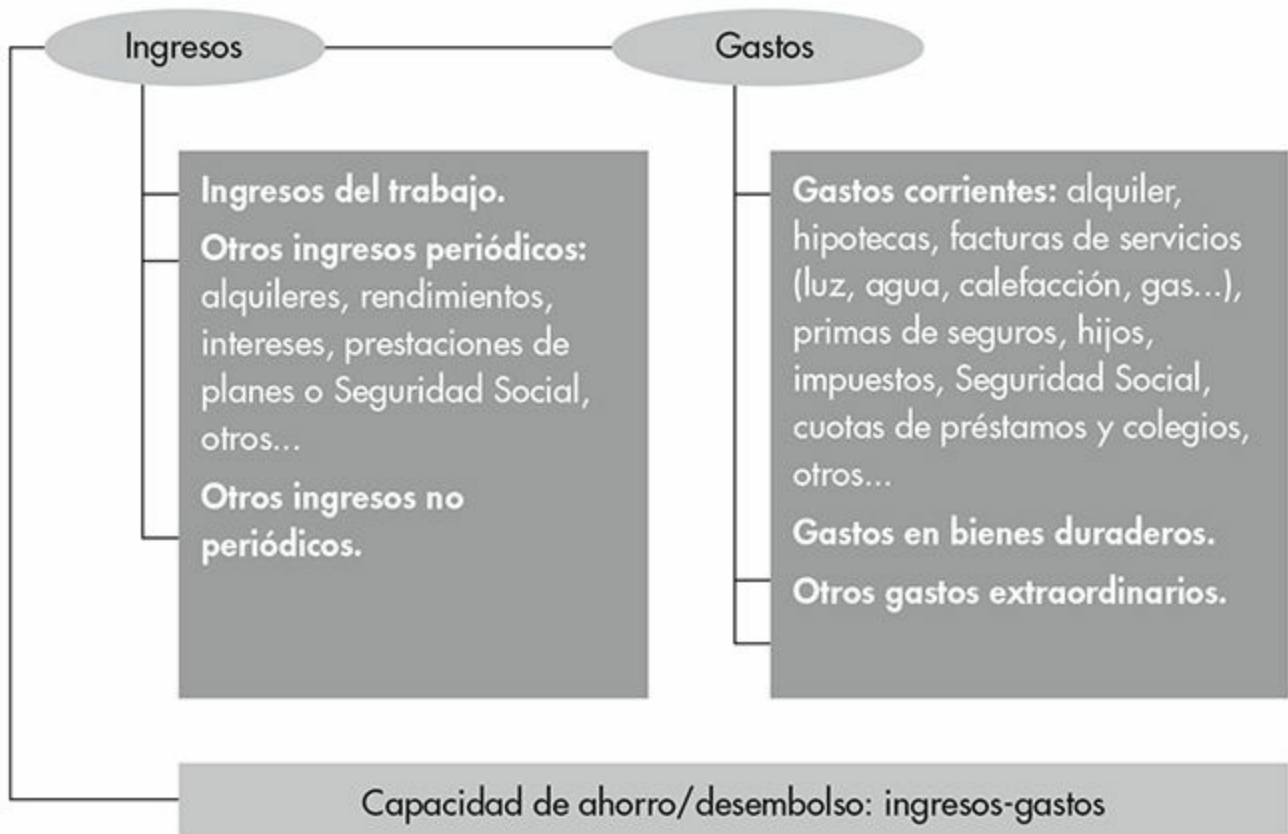 Ingresos
Gastos
Ingresos del trabajo.
Otros ingresos periódicos:
alquileres, rendimientos,
intereses, prestaciones de
planes o Seguridad Social,
otros...
Otros ingresos no
periódicos.
Gastos corrientes: alquiler,
hipotecas, facturas de servicios
(luz, agua, calefacción, gas...),
primas de seguros, hijos,
impuestos, Seguridad Social,
cuotas de préstamos y colegios,
otros...
Gastos en bienes duraderos.
Otros gastos extraordinarios.
Capacidad de ahorro/desembolso: ingresos-gastos